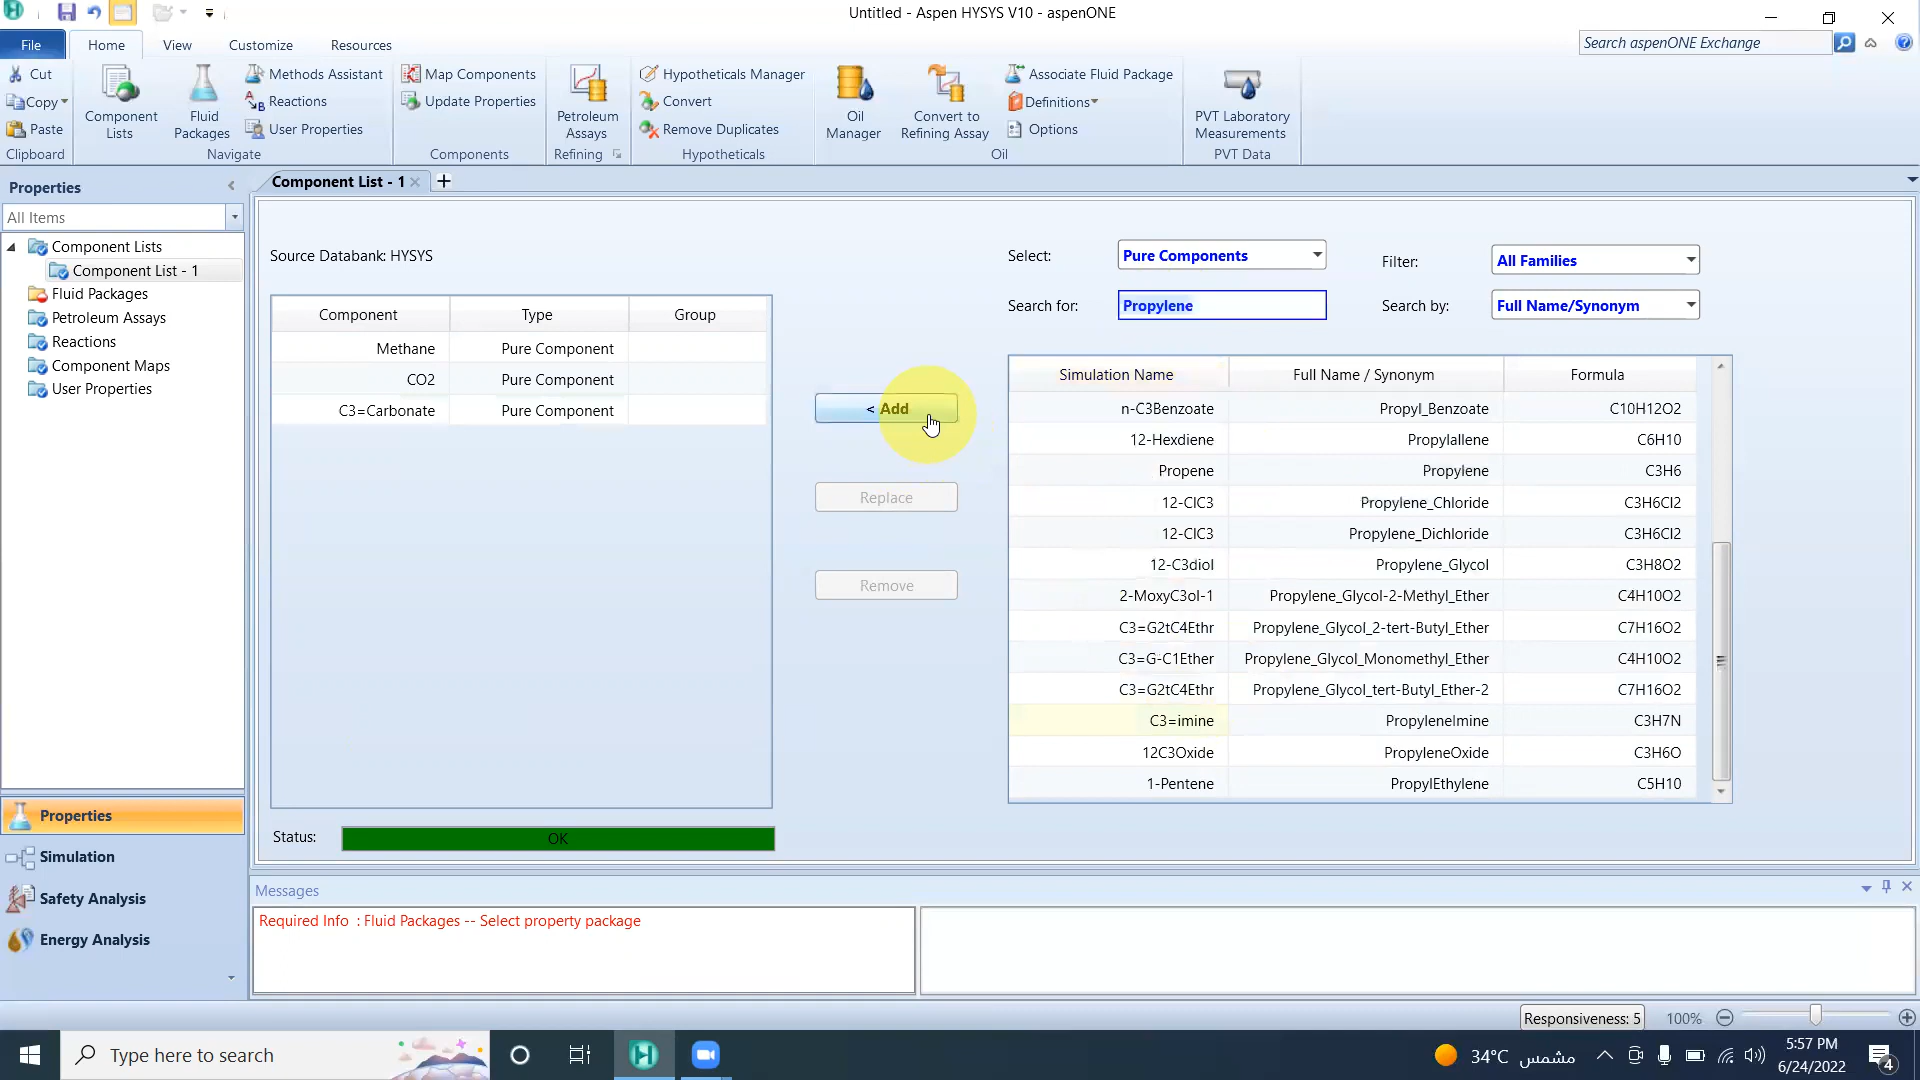 Untitled - Aspen HYSYS V10 - aspenONE
File
Home
View
Customize
Resources
Search aspenONE Exchange
Cut
Copy
Paste
Clipboard
Component Lists
Fluid Packages
Methods Assistant
Reactions
User Properties
Navigate
Map Components
Update Properties
Components
Petroleum Assays
Refining
Hypotheticals Manager
Convert
Remove Duplicates
Hypotheticals
Oil Manager
Convert to Refining Assay
Associate Fluid Package
Definitions
Options
Oil
PVT Laboratory Measurements
PVT Data
Properties
All Items
Component Lists
Component List - 1
Fluid Packages
Petroleum Assays
Reactions
Component Maps
User Properties
Properties
Simulation
Safety Analysis
Energy Analysis
Component List - 1
Source Databank: HYSYS
Component Type Group
Methane Pure Component
CO2 Pure Component
C3=Carbonate Pure Component
Status: OK
< Add
Replace
Remove
Select: Pure Components
Filter: All Families
Search for: Propylene
Search by: Full Name/Synonym
Simulation Name Full Name / Synonym Formula
n-C3Benzoate Propyl_Benzoate C10H12O2
12-Hexdiene Propylallene C6H10
Propene Propylene C3H6
12-ClC3 Propylene_Chloride C3H6Cl2
12-ClC3 Propylene_Dichloride C3H6Cl2
12-C3diol Propylene_Glycol C3H8O2
2-MoxyC3ol-1 Propylene_Glycol-2-Methyl_Ether C4H10O2
C3=G2tC4Ethr Propylene_Glycol_2-tert-Butyl_Ether C7H16O2
C3=G-C1Ether Propylene_Glycol_Monomethyl_Ether C4H10O2
C3=G2tC4Ethr Propylene_Glycol_tert-Butyl_Ether-2 C7H16O2
C3=imine PropyleneImine C3H7N
12C3Oxide PropyleneOxide C3H6O
1-Pentene PropylEthylene C5H10
Messages
Required Info : Fluid Packages -- Select property package
Responsiveness: 5
100%
Type here to search
34°C مشمس
5:57 PM
6/24/2022
4